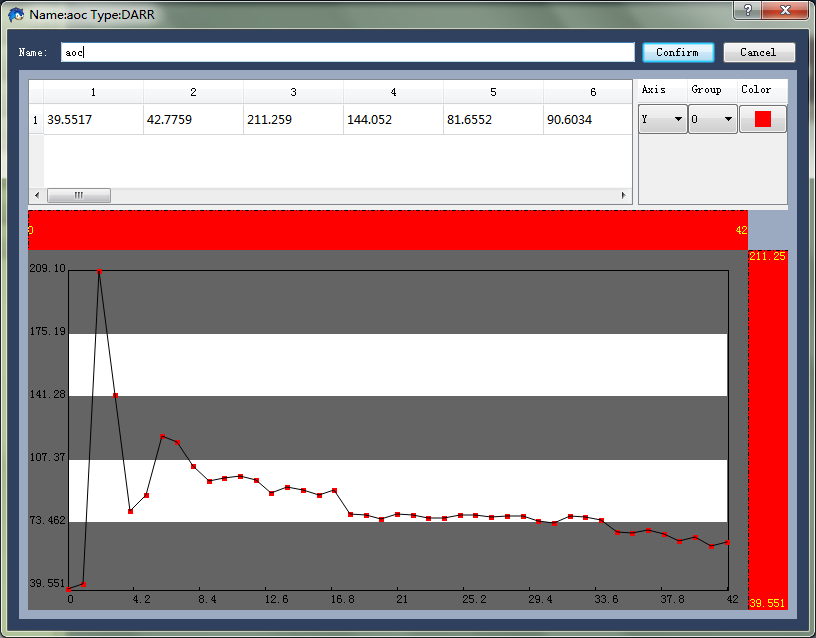 Name:aoc Type:DARR
Name: aoc Confirm Cancel
1 2 3 4 5 6 Axis Group Color
1 39.5517 42.7759 211.259 144.052 81.6552 90.6034 Y 0
0 42
211.25
209.10
175.19
141.28
107.37
73.462
39.551
39.551
0 4.2 8.4 12.6 16.8 21 25.2 29.4 33.6 37.8 42